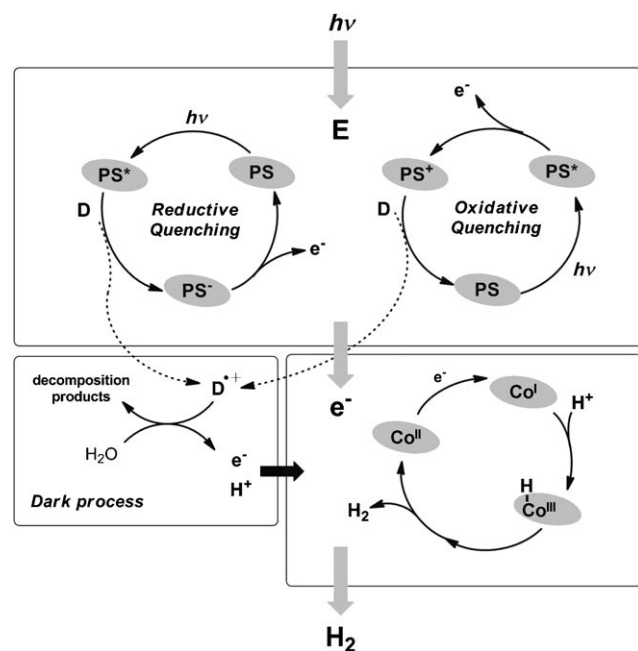 hν
E
e⁻
hν
PS*
PS
D
Reductive
Quenching
PS⁻
e⁻
PS⁺
PS*
D
Oxidative
Quenching
PS
hν
decomposition
products
D•+
H₂O
e⁻
H⁺
Dark process
e⁻
e⁻
Coᴵ
H⁺
Coᴵᴵ
H
Coᴵᴵᴵ
H₂
H₂